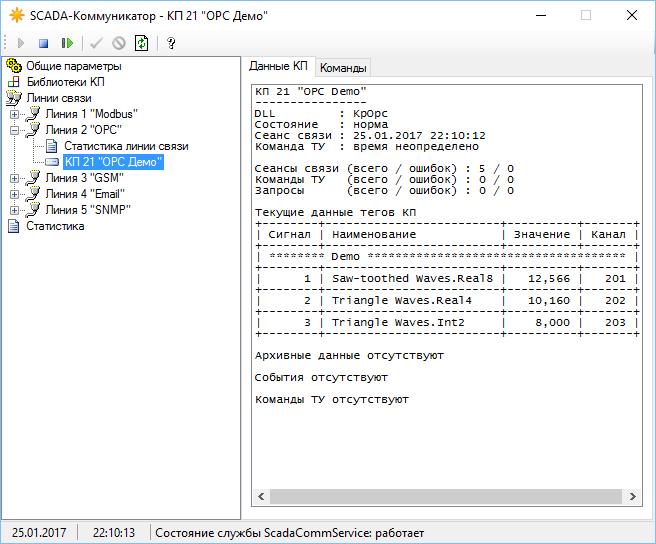 SCADA-Коммуникатор - КП 21 "OPC Демо"
Общие параметры
Библиотеки КП
Линии связи
Линия 1 "Modbus"
Линия 2 "OPC"
Статистика линии связи
КП 21 "OPC Демо"
Линия 3 "GSM"
Линия 4 "Email"
Линия 5 "SNMP"
Статистика
Данные КП Команды
КП 21 "OPC Demo"
----------------
DLL : KpOpc
Состояние : норма
Сеанс связи : 25.01.2017 22:10:12
Команда ТУ : время неопределено
Сеансы связи (всего / ошибок) : 5 / 0
Команды ТУ (всего / ошибок) : 0 / 0
Запросы (всего / ошибок) : 0 / 0
Текущие данные тегов КП
+--------+------------------------+----------+-------+
| Сигнал | Наименование | Значение | Канал |
+--------+------------------------+----------+-------+
| ******** Demo ************************************* |
+--------+------------------------+----------+-------+
| 1 | Saw-toothed Waves.Real8 | 12,566 | 201 |
+--------+------------------------+----------+-------+
| 2 | Triangle Waves.Real4 | 10,160 | 202 |
+--------+------------------------+----------+-------+
| 3 | Triangle Waves.Int2 | 8,000 | 203 |
+--------+------------------------+----------+-------+
Архивные данные отсутствуют
События отсутствуют
Команды ТУ отсутствуют
25.01.2017 22:10:13 Состояние службы ScadaCommService: работает